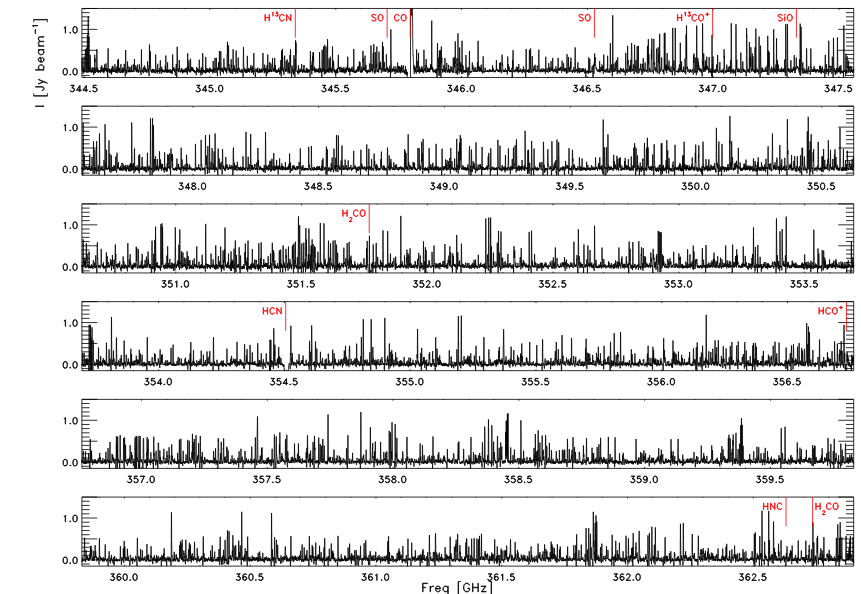 H¹³CN SO CO SO H¹³CO⁺ SiO
1.0
0.0
344.5 345.0 345.5 346.0 346.5 347.0 347.5
I [Jy beam⁻¹]
1.0
0.0
348.0 348.5 349.0 349.5 350.0 350.5
H₂CO
1.0
0.0
351.0 351.5 352.0 352.5 353.0 353.5
HCN HCO⁺
1.0
0.0
354.0 354.5 355.0 355.5 356.0 356.5
1.0
0.0
357.0 357.5 358.0 358.5 359.0 359.5
HNC H₂CO
1.0
0.0
360.0 360.5 361.0 361.5 362.0 362.5
Freq [GHz]